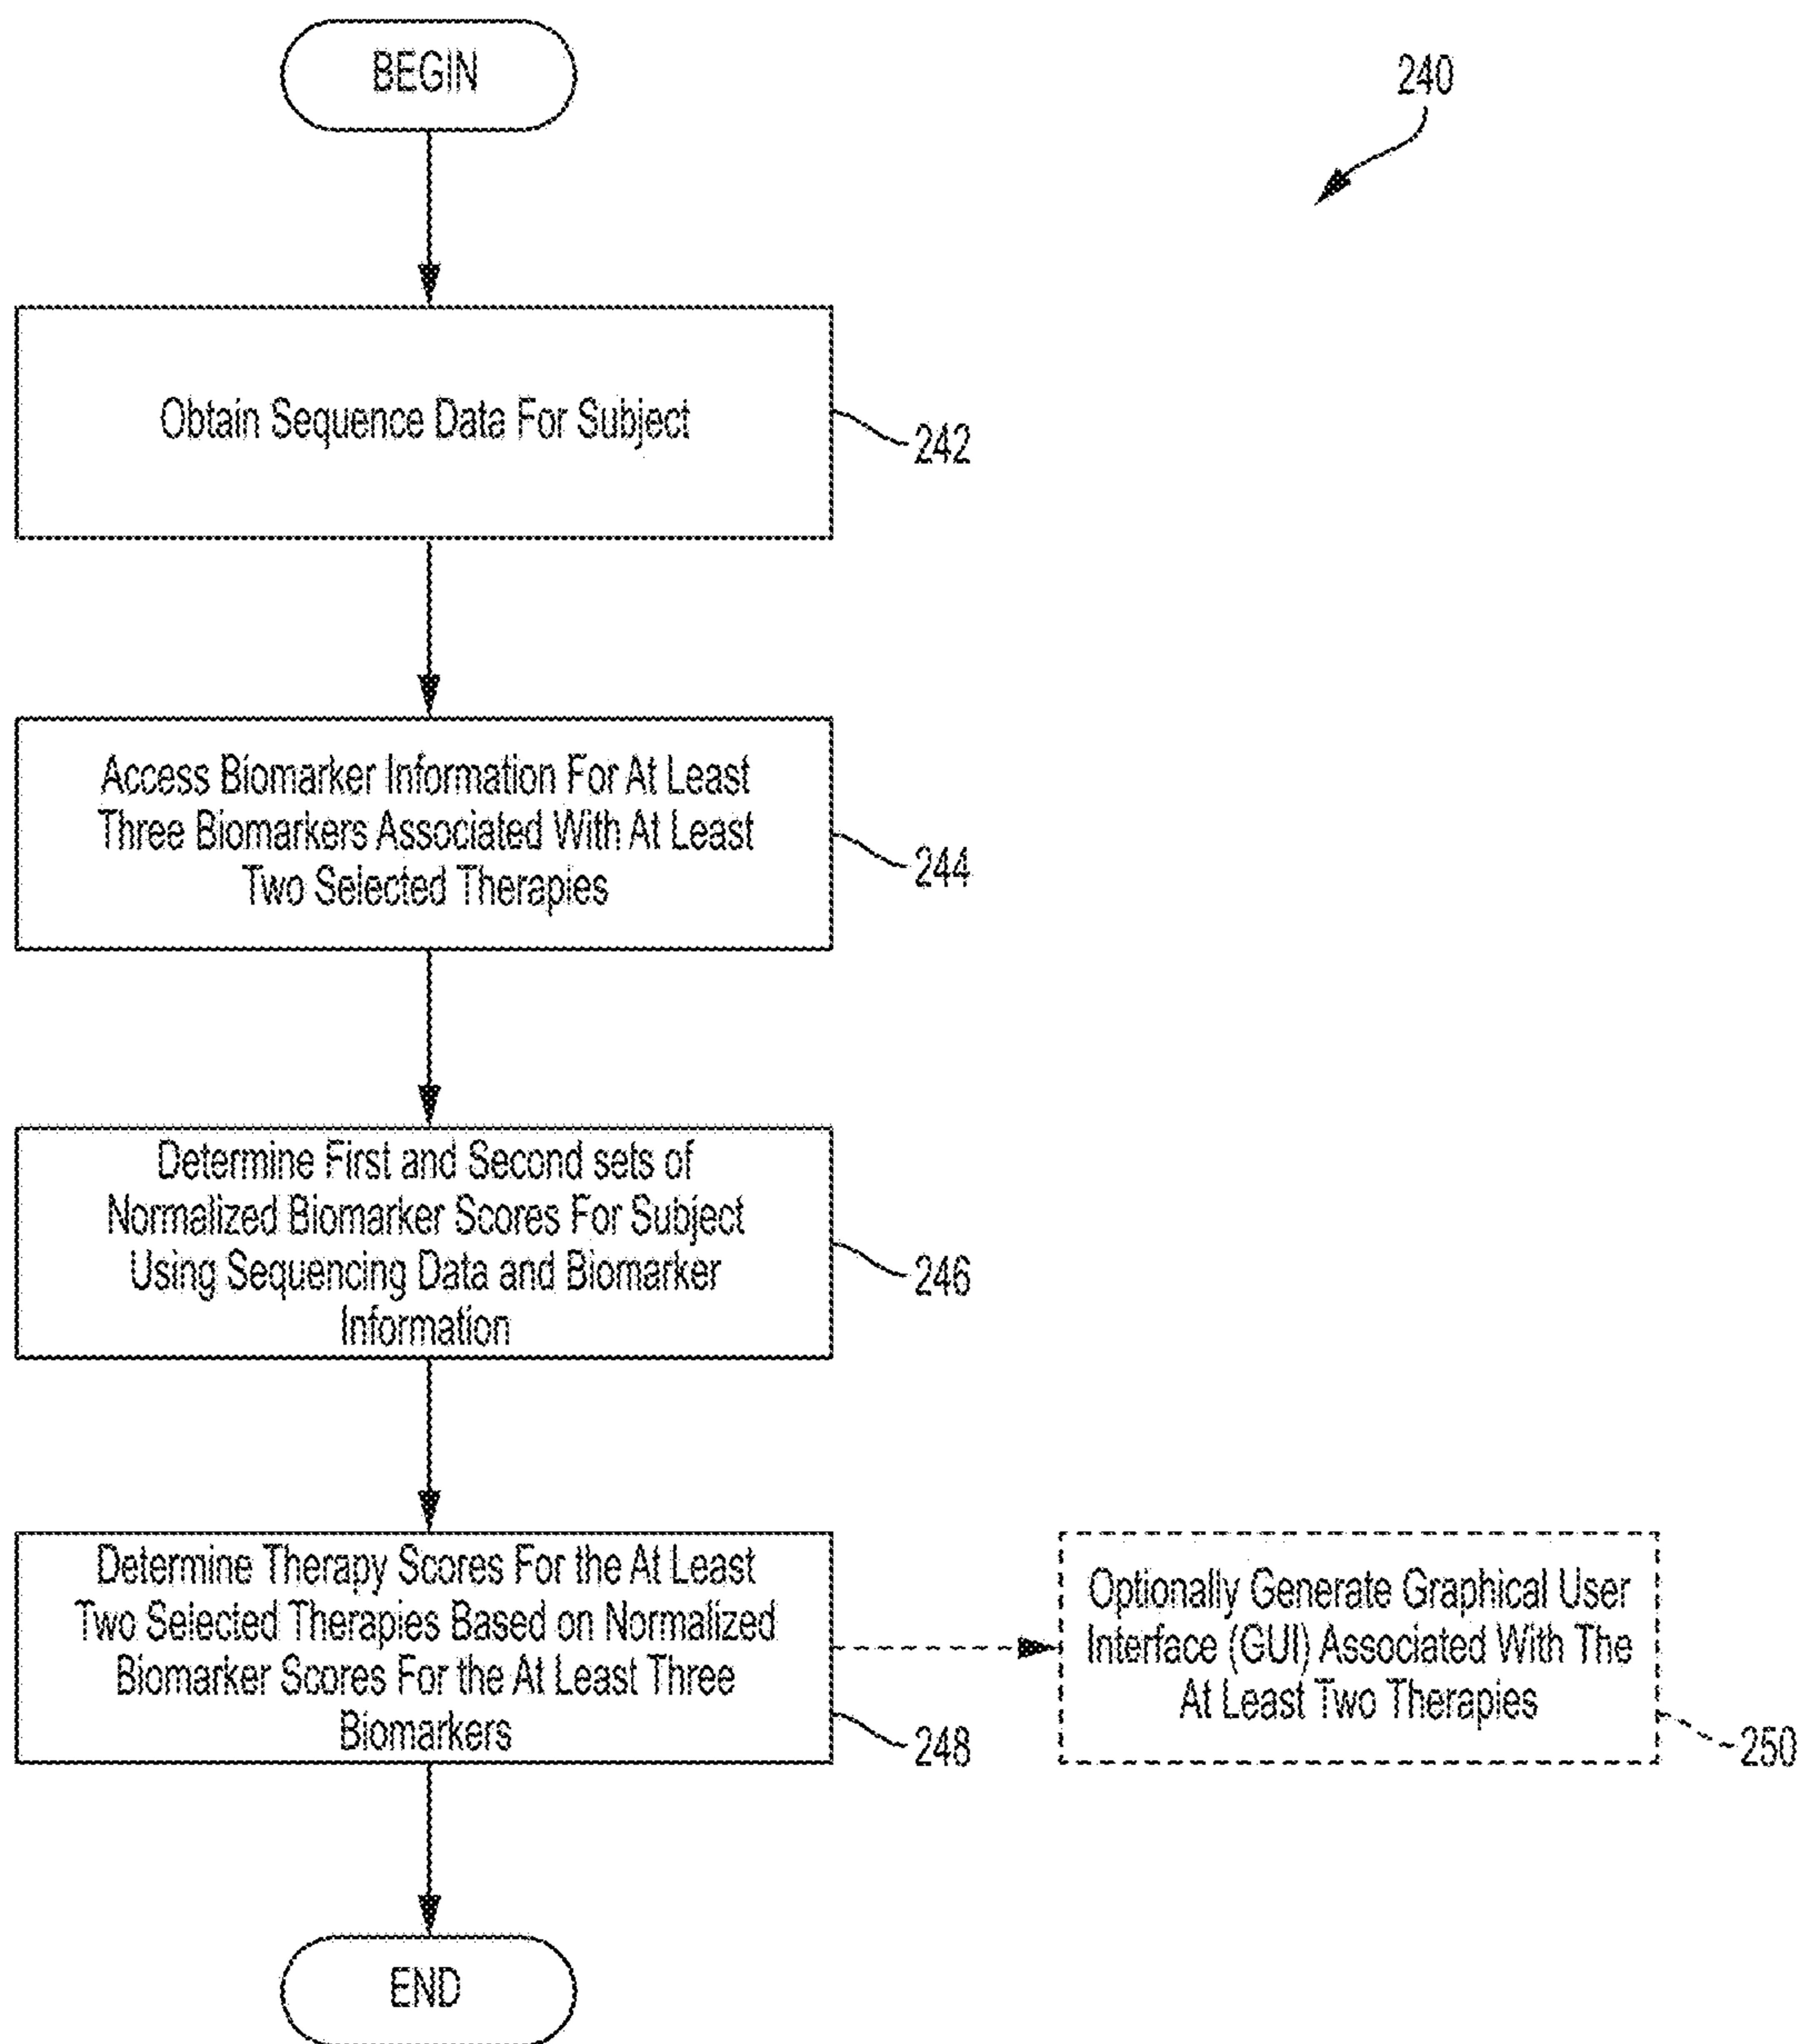 BEGIN
240
Obtain Sequence Data For Subject
242
Access Biomarker Information For At Least
Three Biomarkers Associated With At Least
Two Selected Therapies
244
Determine First and Second sets of
Normalized Biomarker Scores For Subject
Using Sequencing Data and Biomarker
Information
246
Determine Therapy Scores For the At Least
Two Selected Therapies Based on Normalized
Biomarker Scores For the At Least Three
Biomarkers
248
Optionally Generate Graphical User
Interface (GUI) Associated With The
At Least Two Therapies
250
END